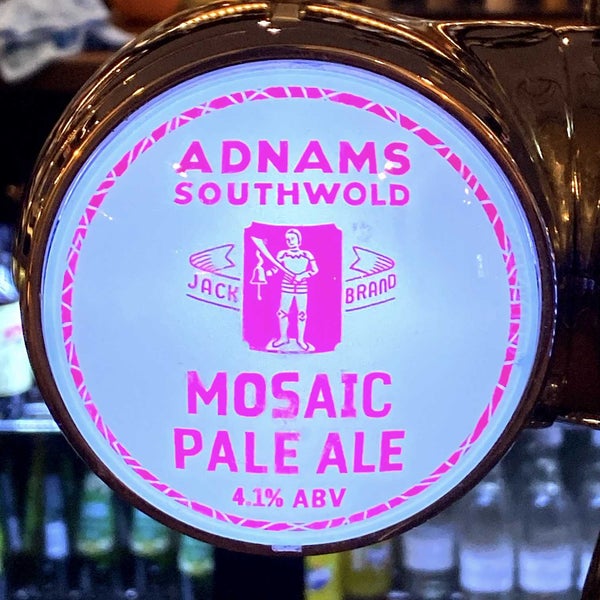 ADNAMS
SOUTHWOLD
JACK BRAND
MOSAIC
PALE ALE
4.1% ABV